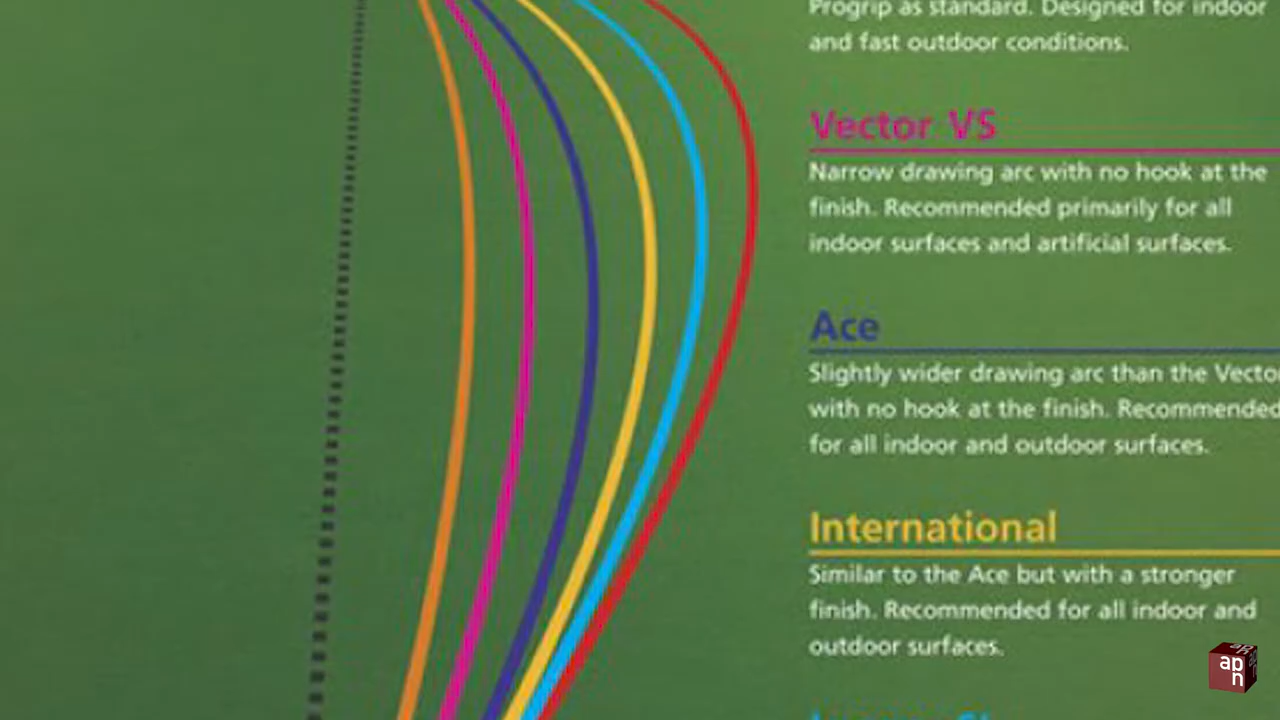 Progrip as standard. Designed for indoor
and fast outdoor conditions.
Vector VS
Narrow drawing arc with no hook at the
finish. Recommended primarily for all
indoor surfaces and artificial surfaces.
Ace
Slightly wider drawing arc than the Vector
with no hook at the finish. Recommended
for all indoor and outdoor surfaces.
International
Similar to the Ace but with a stronger
finish. Recommended for all indoor and
outdoor surfaces.
apn